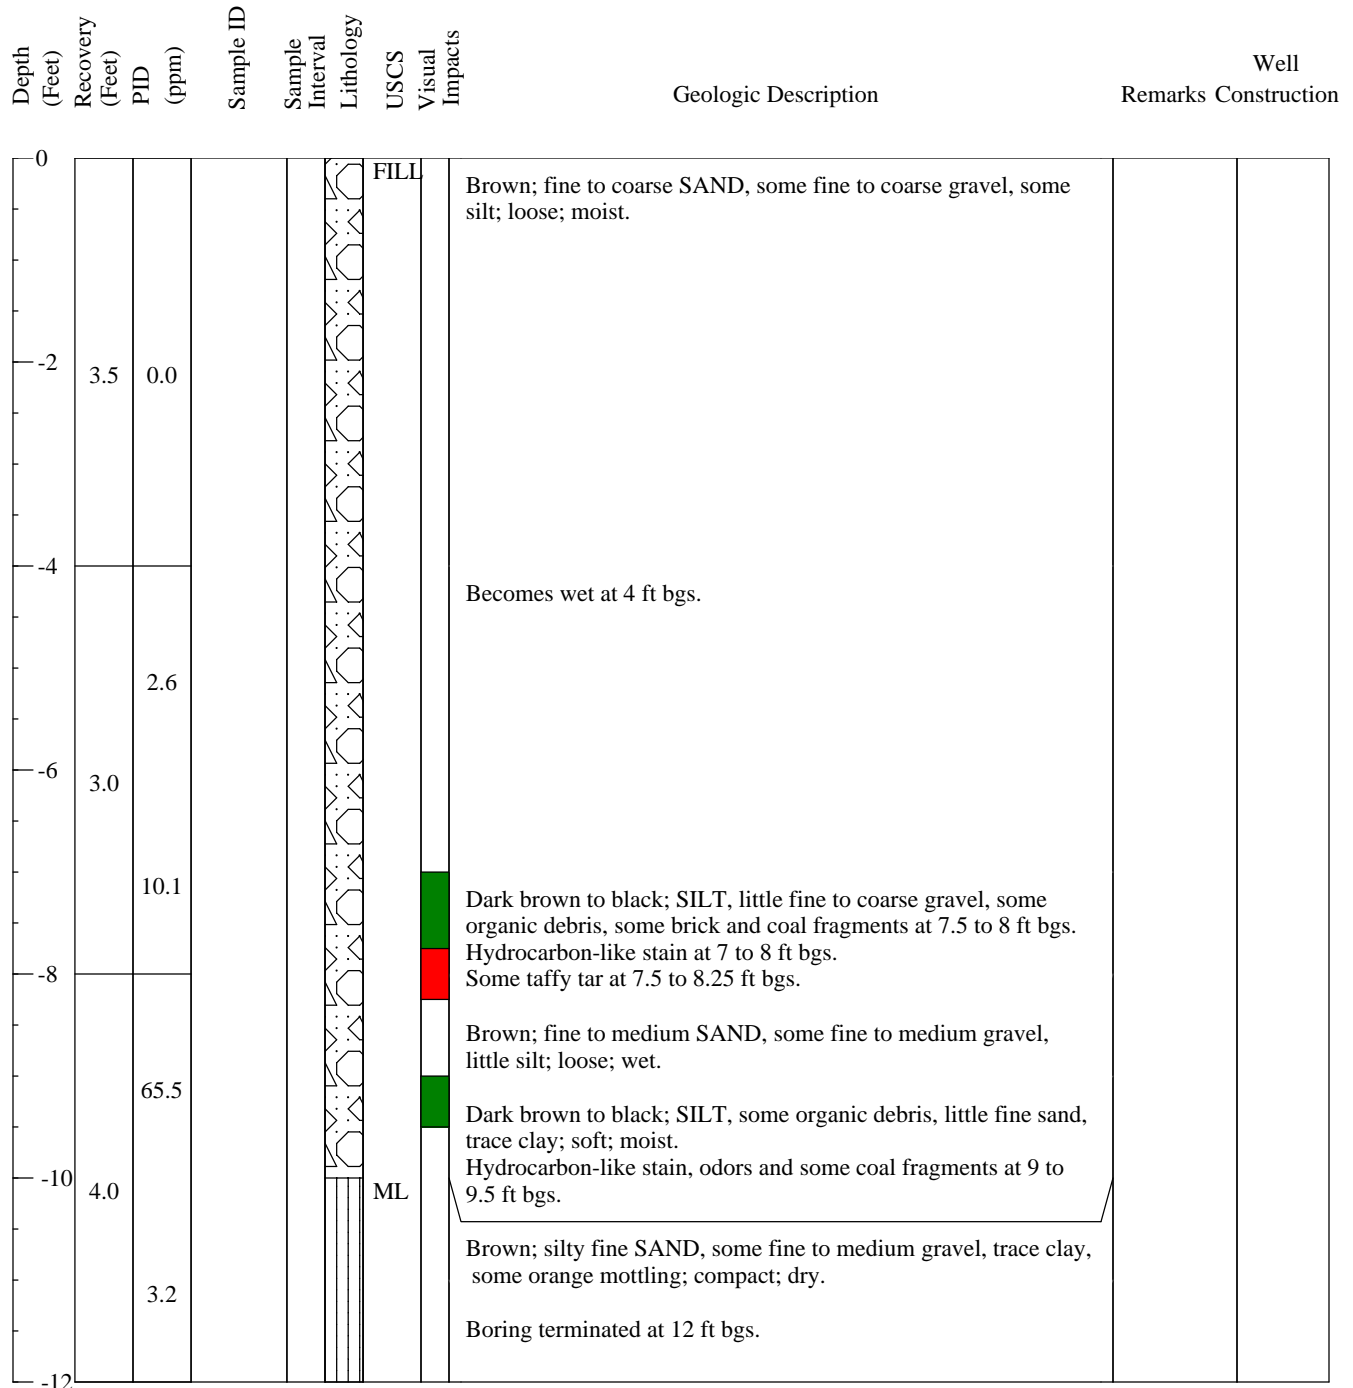 Depth (Feet)
Recovery (Feet)
PID (ppm)
Sample ID
Sample Interval
Lithology
USCS
Visual Impacts
Geologic Description
Remarks
Well Construction
0
FILL
Brown; fine to coarse SAND, some fine to coarse gravel, some
silt; loose; moist.
-2
3.5
0.0
-4
Becomes wet at 4 ft bgs.
2.6
-6
3.0
10.1
Dark brown to black; SILT, little fine to coarse gravel, some
organic debris, some brick and coal fragments at 7.5 to 8 ft bgs.
Hydrocarbon-like stain at 7 to 8 ft bgs.
-8
Some taffy tar at 7.5 to 8.25 ft bgs.
Brown; fine to medium SAND, some fine to medium gravel,
little silt; loose; wet.
65.5
Dark brown to black; SILT, some organic debris, little fine sand,
trace clay; soft; moist.
Hydrocarbon-like stain, odors and some coal fragments at 9 to
9.5 ft bgs.
-10
4.0
ML
Brown; silty fine SAND, some fine to medium gravel, trace clay,
some orange mottling; compact; dry.
3.2
Boring terminated at 12 ft bgs.
-12